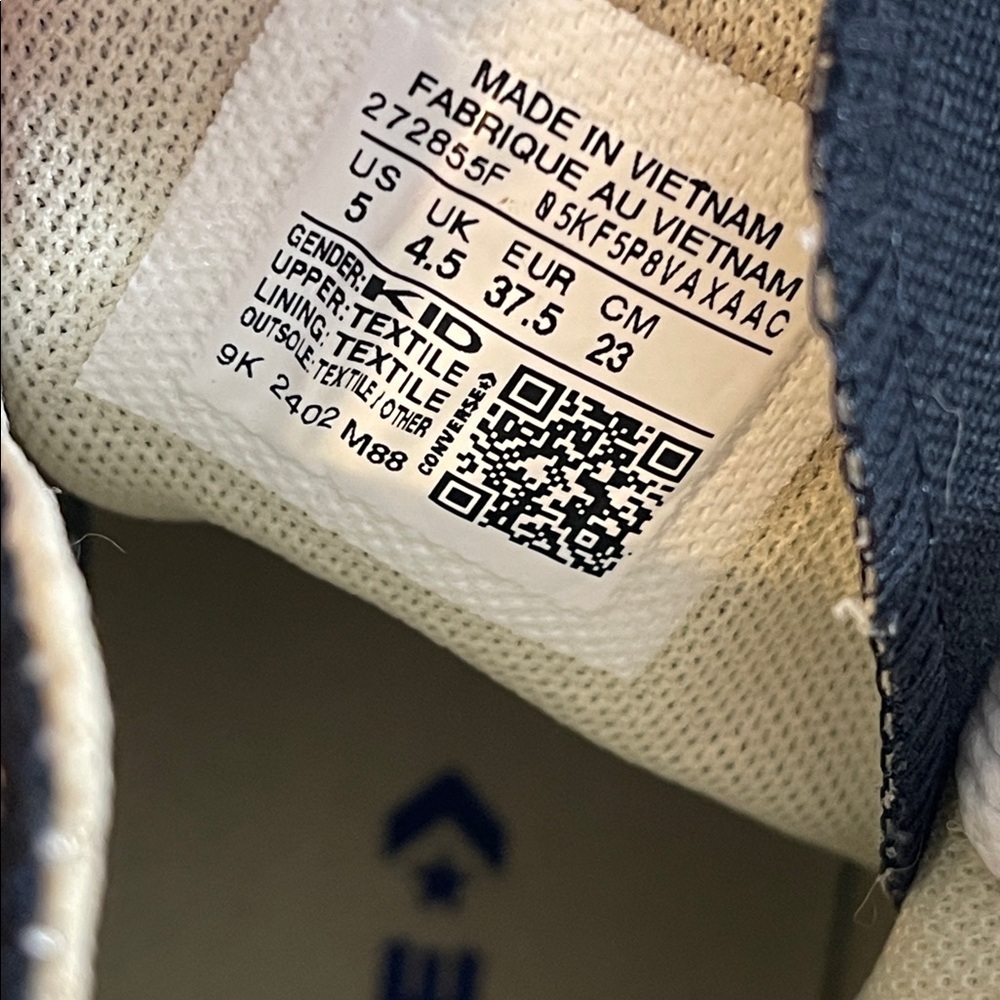 MADE IN VIETNAM
FABRIQUE AU VIETNAM
272855F 05KF5P8VAXAAC
US UK EUR CM
5 4.5 37.5 23
GENDER: KID
UPPER: TEXTILE
LINING: TEXTILE
OUTSOLE: TEXTILE / OTHER
9K 2402 M88
CONVERSE